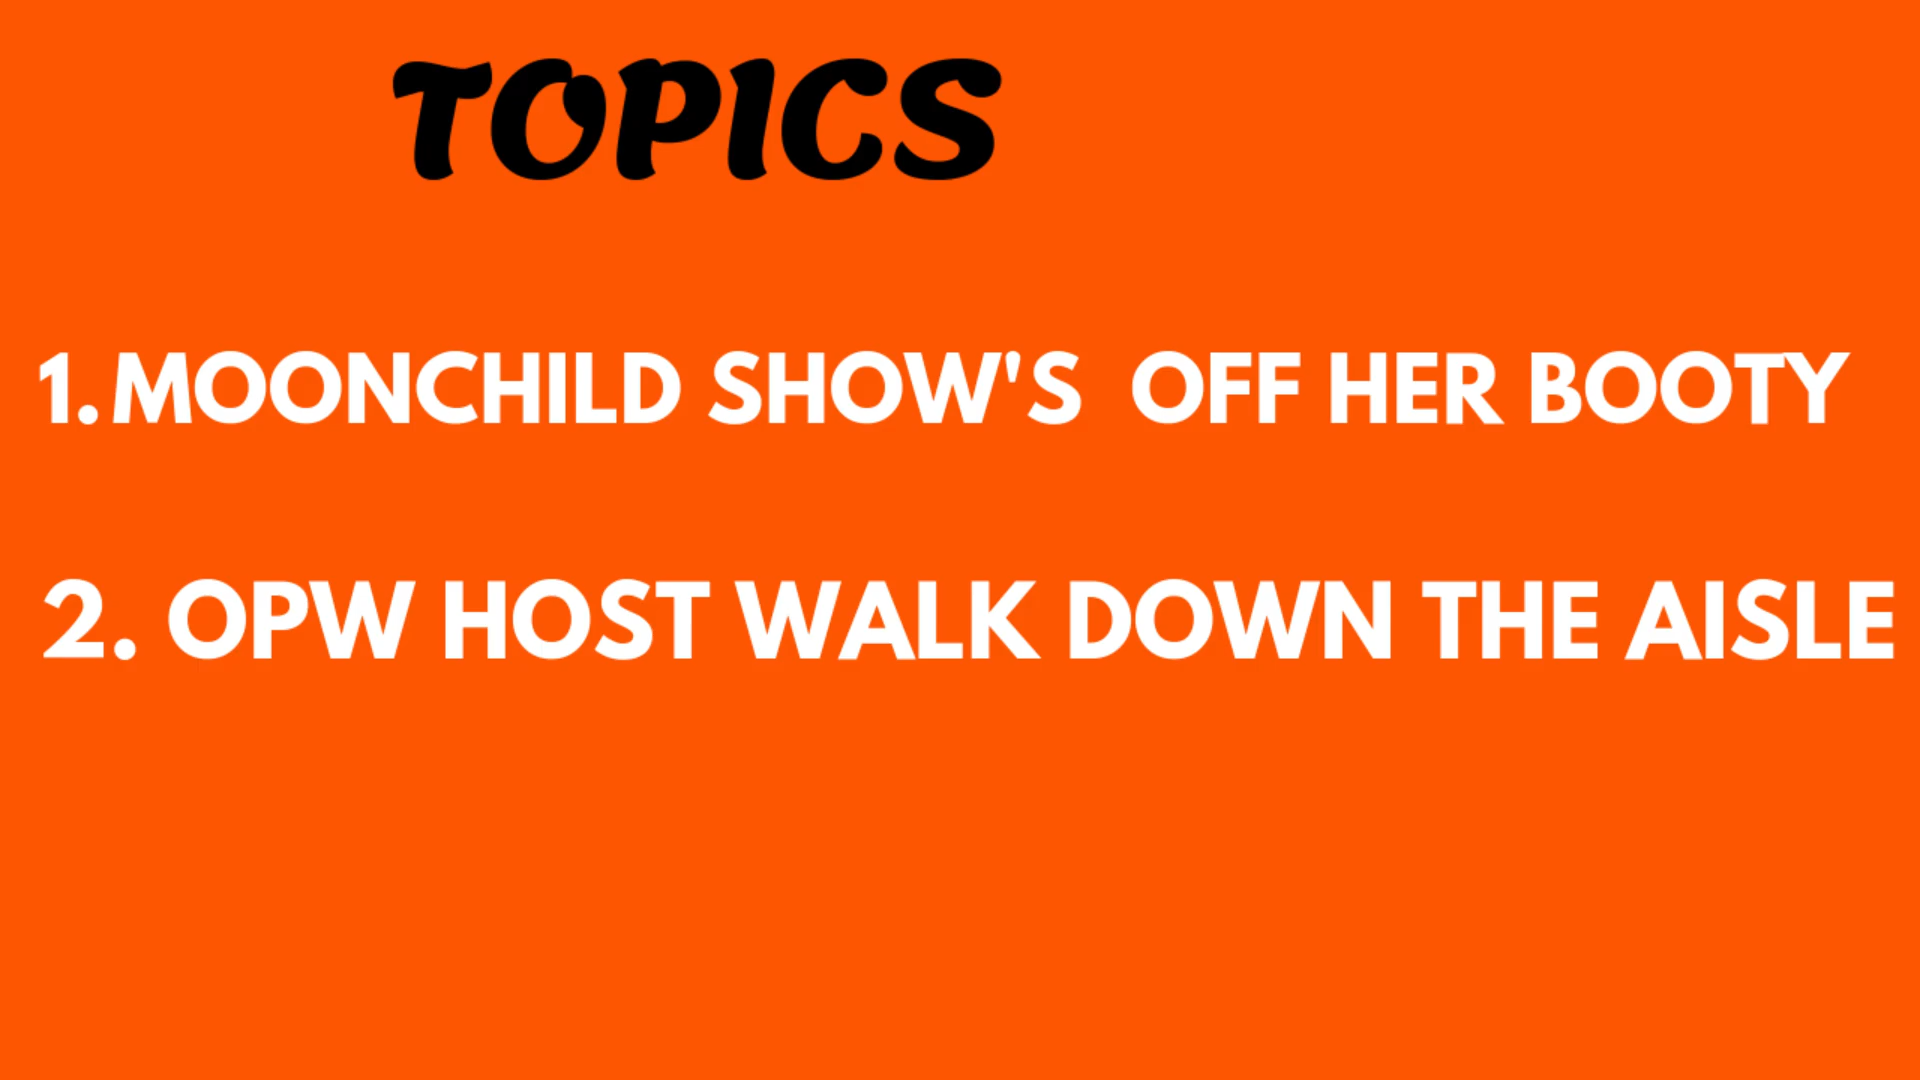 TOPICS
1. MOONCHILD SHOW'S OFF HER BOOTY
2. OPW HOST WALK DOWN THE AISLE